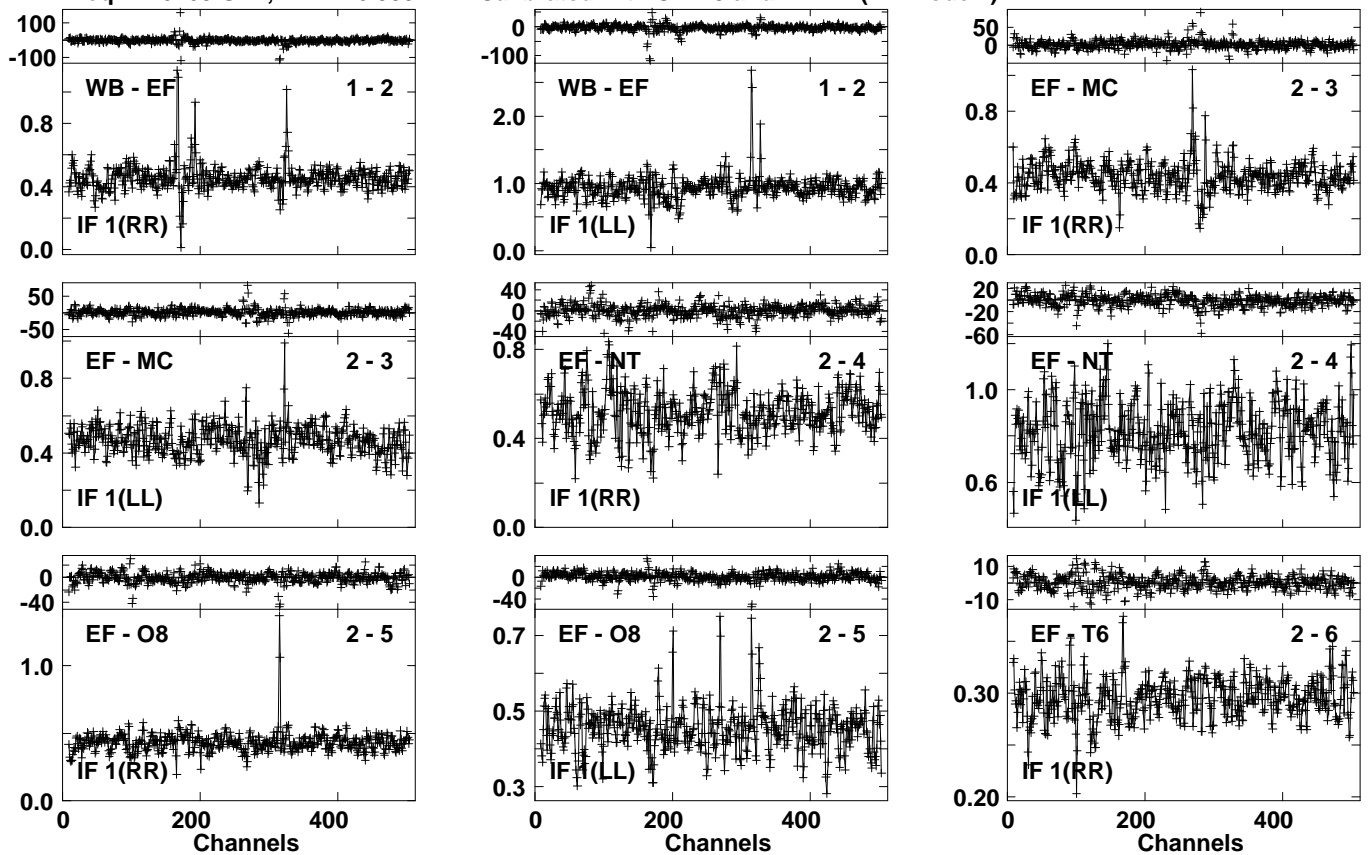 100
0
-100
WB - EF 1 - 2
0.8
0.4
0.0
IF 1(RR)
0
-100
WB - EF 1 - 2
2.0
1.0
0.0
IF 1(LL)
50
0
EF - MC 2 - 3
0.8
0.4
0.0
IF 1(RR)
50
-50
EF - MC 2 - 3
0.8
0.4
0.0
IF 1(LL)
40
0
-40
EF - NT 2 - 4
0.8
0.4
IF 1(RR)
20
-20
-60
EF - NT 2 - 4
1.0
0.6
IF 1(LL)
0
-40
EF - O8 2 - 5
1.0
0.0
IF 1(RR)
0 200 400
Channels
0
-40
EF - O8 2 - 5
0.7
0.5
0.3
IF 1(LL)
0 200 400
Channels
10
-10
EF - T6 2 - 6
0.30
0.20
IF 1(RR)
0 200 400
Channels